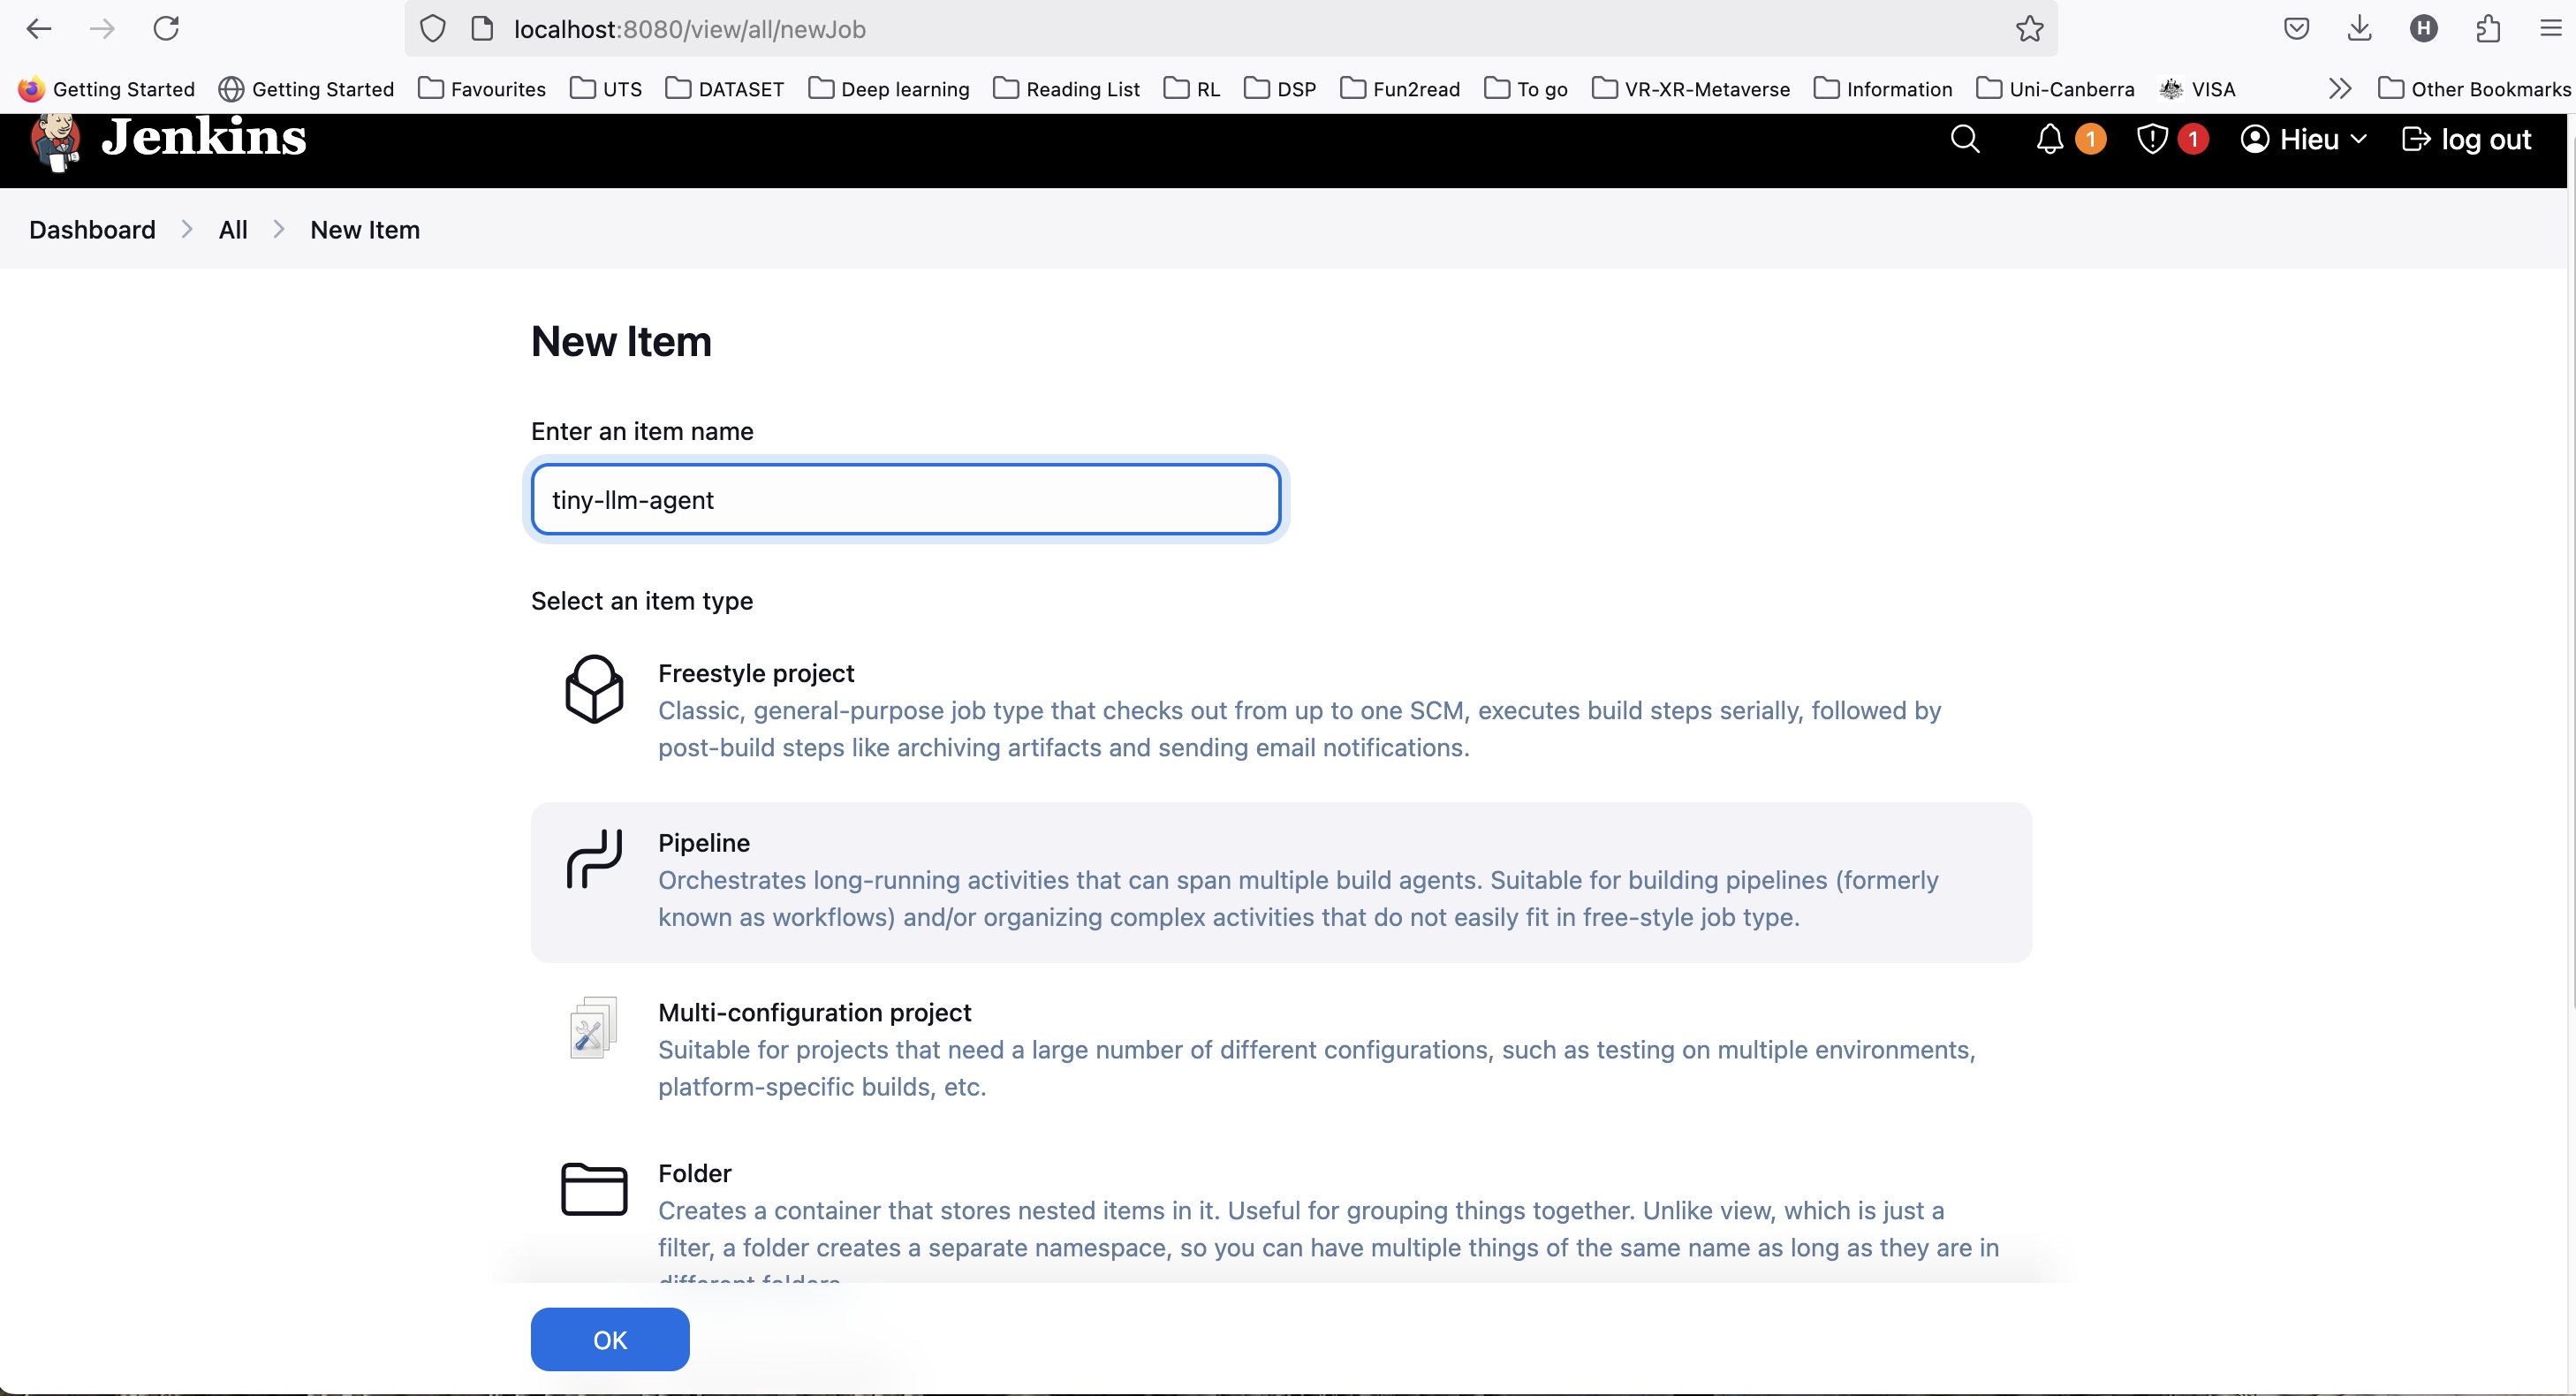 localhost:8080/view/all/newJob
H
Getting Started Getting Started Favourites UTS DATASET Deep learning Reading List RL DSP Fun2read To go VR-XR-Metaverse Information Uni-Canberra VISA Other Bookmarks
Jenkins 1 1 Hieu log out
Dashboard All New Item
New Item
Enter an item name
tiny-llm-agent
Select an item type
Freestyle project
Classic, general-purpose job type that checks out from up to one SCM, executes build steps serially, followed by
post-build steps like archiving artifacts and sending email notifications.
Pipeline
Orchestrates long-running activities that can span multiple build agents. Suitable for building pipelines (formerly
known as workflows) and/or organizing complex activities that do not easily fit in free-style job type.
Multi-configuration project
Suitable for projects that need a large number of different configurations, such as testing on multiple environments,
platform-specific builds, etc.
Folder
Creates a container that stores nested items in it. Useful for grouping things together. Unlike view, which is just a
filter, a folder creates a separate namespace, so you can have multiple things of the same name as long as they are in
different folders.
OK